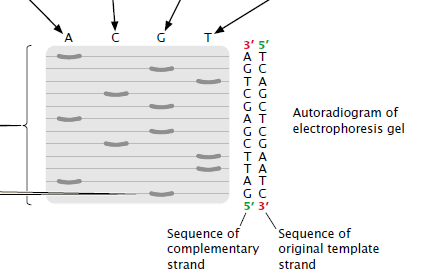 A C G T
3' 5'
A T
G C
T A
C G
G C
A T
G C
C G
T A
T A
A T
G C
5' 3'
Autoradiogram of
electrophoresis gel
Sequence of
complementary
strand
Sequence of
original template
strand